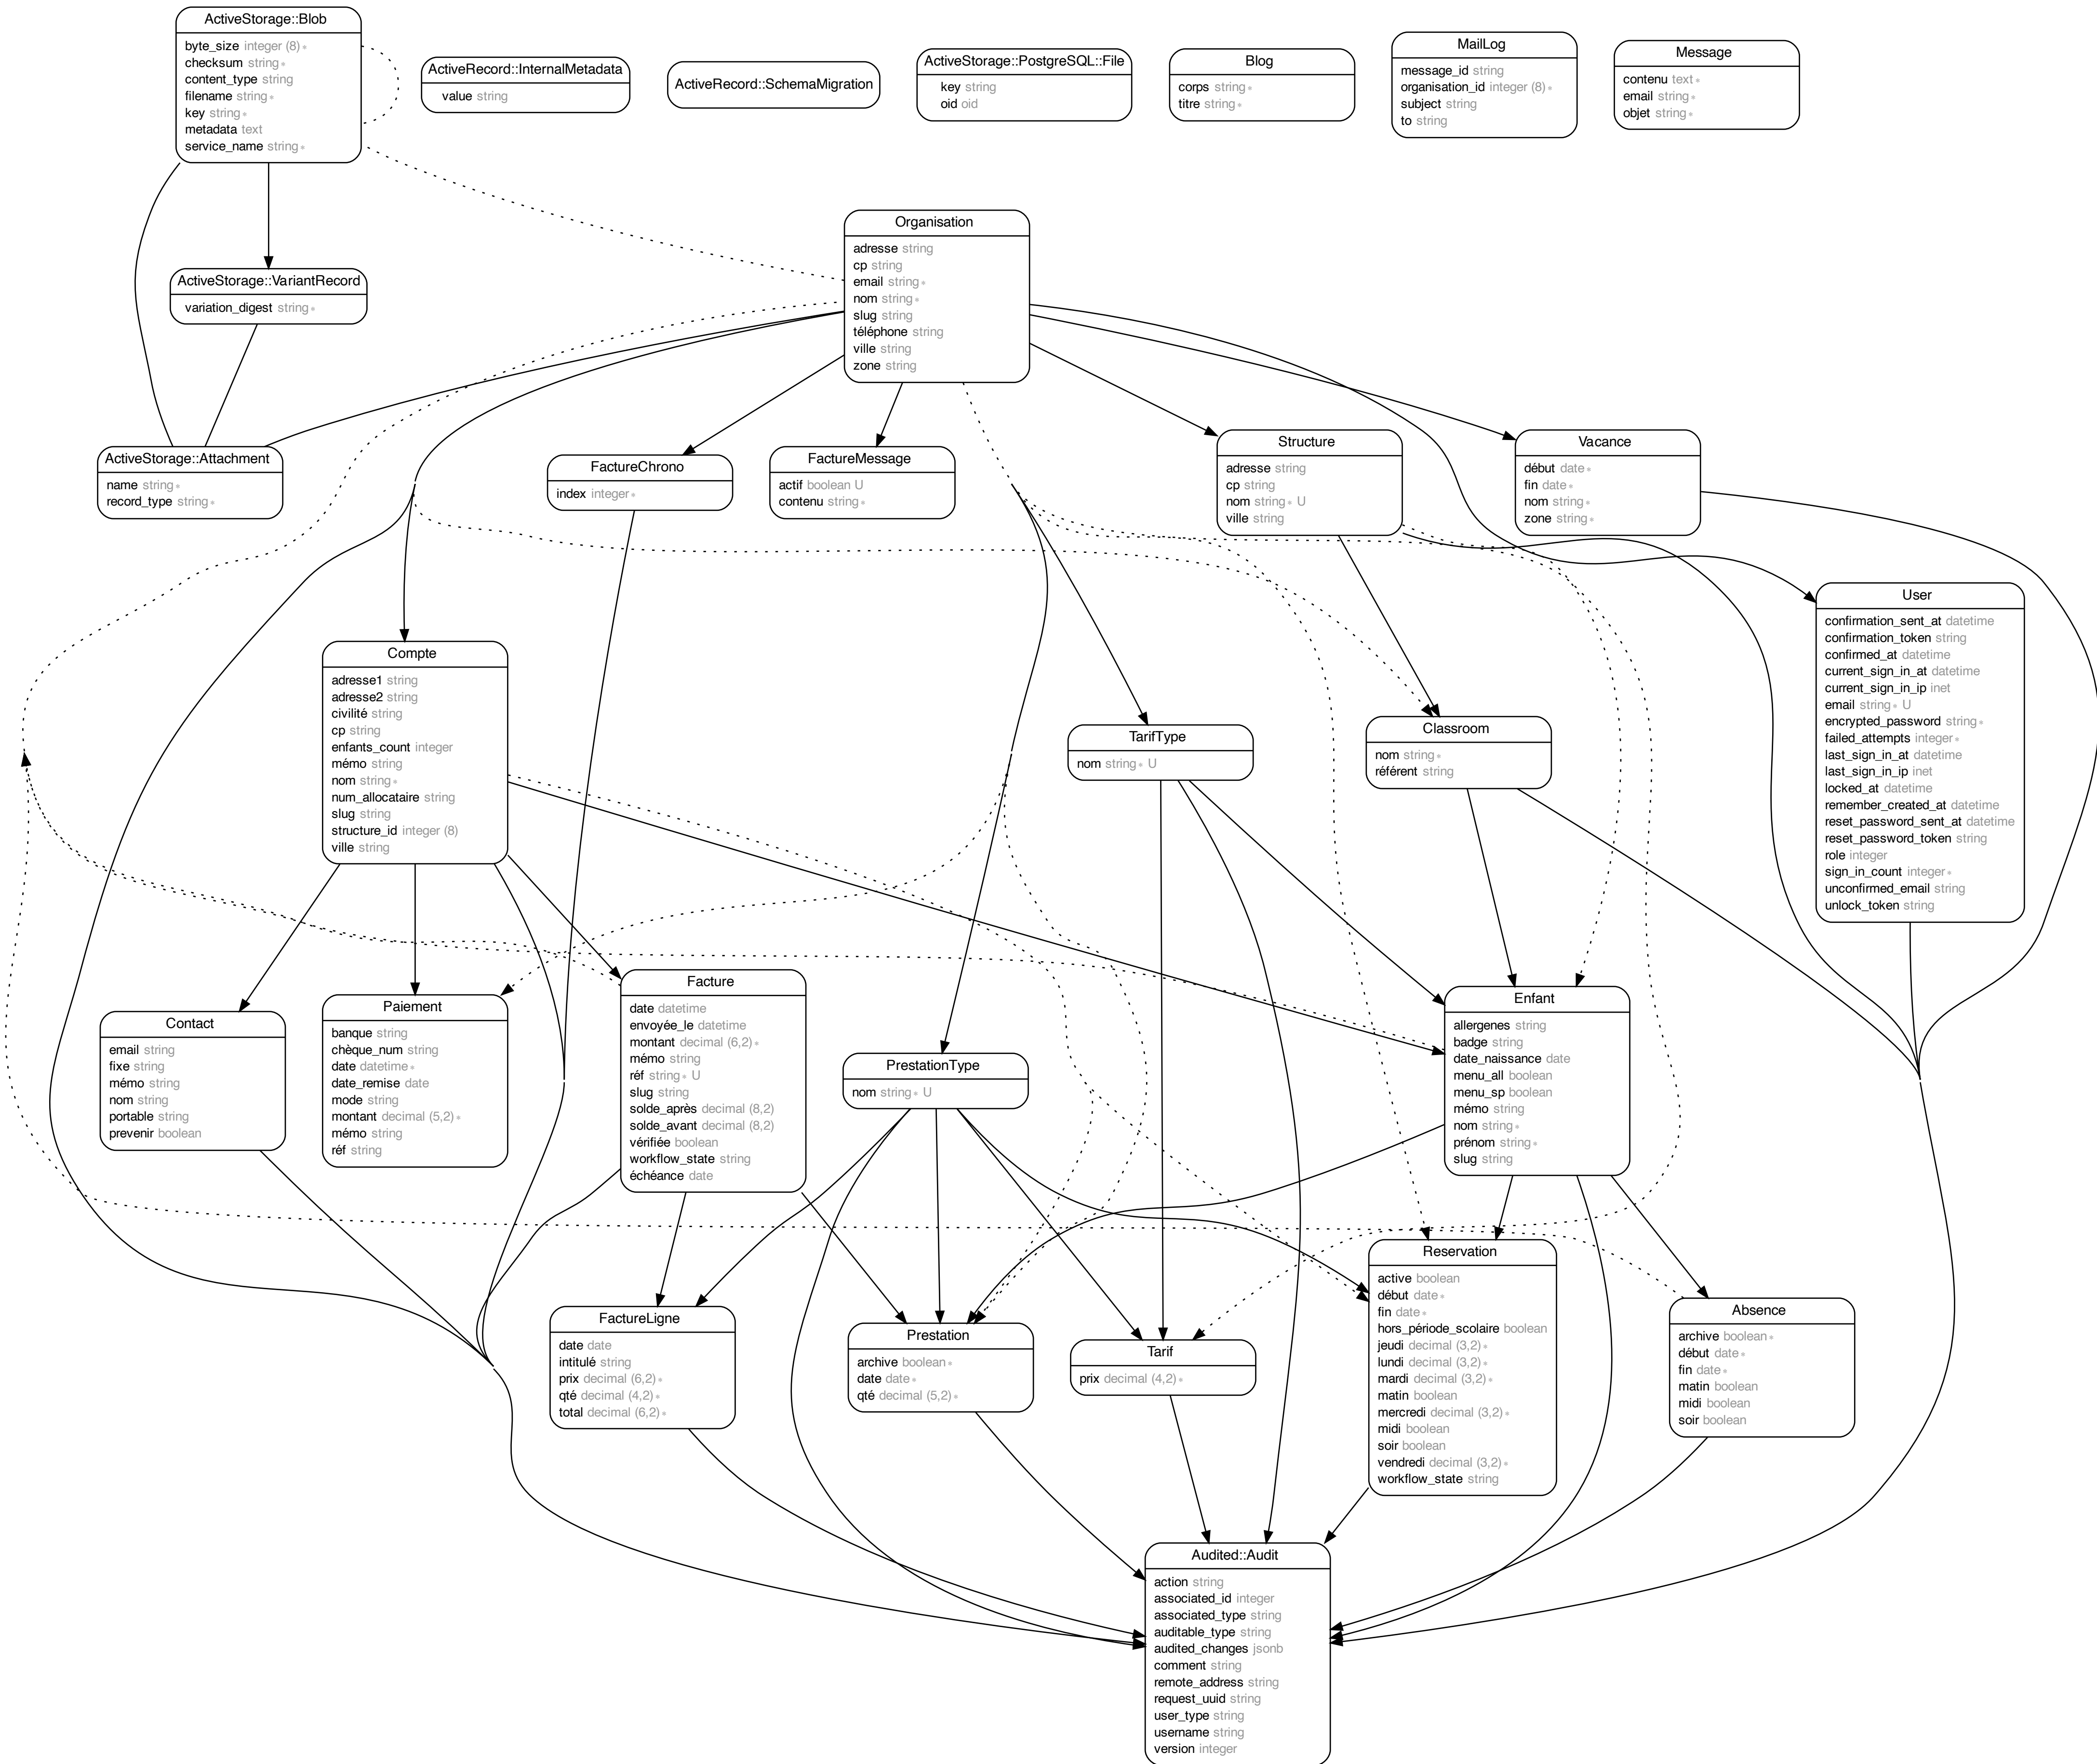 ActiveStorage::Blob
byte_size integer (8) ∗
checksum string ∗
content_type string
filename string ∗
key string ∗
metadata text
service_name string ∗
ActiveRecord::InternalMetadata
value string
ActiveRecord::SchemaMigration
ActiveStorage::PostgreSQL::File
key string
oid oid
Blog
corps string ∗
titre string ∗
MailLog
message_id string
organisation_id integer (8) ∗
subject string
to string
Message
contenu text ∗
email string ∗
objet string ∗
Organisation
adresse string
cp string
email string ∗
nom string ∗
slug string
téléphone string
ville string
zone string
ActiveStorage::VariantRecord
variation_digest string ∗
ActiveStorage::Attachment
name string ∗
record_type string ∗
FactureChrono
index integer ∗
FactureMessage
actif boolean U
contenu string ∗
Structure
adresse string
cp string
nom string ∗ U
ville string
Vacance
début date ∗
fin date ∗
nom string ∗
zone string ∗
User
confirmation_sent_at datetime
confirmation_token string
confirmed_at datetime
current_sign_in_at datetime
current_sign_in_ip inet
email string ∗ U
encrypted_password string ∗
failed_attempts integer ∗
last_sign_in_at datetime
last_sign_in_ip inet
locked_at datetime
remember_created_at datetime
reset_password_sent_at datetime
reset_password_token string
role integer
sign_in_count integer ∗
unconfirmed_email string
unlock_token string
Compte
adresse1 string
adresse2 string
civilité string
cp string
enfants_count integer
mémo string
nom string ∗
num_allocataire string
slug string
structure_id integer (8)
ville string
TarifType
nom string ∗ U
Classroom
nom string ∗
référent string
Contact
email string
fixe string
mémo string
nom string
portable string
prevenir boolean
Paiement
banque string
chèque_num string
date datetime ∗
date_remise date
mode string
montant decimal (5,2) ∗
mémo string
réf string
Facture
date datetime
envoyée_le datetime
montant decimal (6,2) ∗
mémo string
réf string ∗ U
slug string
solde_après decimal (8,2)
solde_avant decimal (8,2)
vérifiée boolean
workflow_state string
échéance date
PrestationType
nom string ∗ U
Enfant
allergenes string
badge string
date_naissance date
menu_all boolean
menu_sp boolean
mémo string
nom string ∗
prénom string ∗
slug string
FactureLigne
date date
intitulé string
prix decimal (6,2) ∗
qté decimal (4,2) ∗
total decimal (6,2) ∗
Prestation
archive boolean ∗
date date ∗
qté decimal (5,2) ∗
Tarif
prix decimal (4,2) ∗
Reservation
active boolean
début date ∗
fin date ∗
hors_période_scolaire boolean
jeudi decimal (3,2) ∗
lundi decimal (3,2) ∗
mardi decimal (3,2) ∗
matin boolean
mercredi decimal (3,2) ∗
midi boolean
soir boolean
vendredi decimal (3,2) ∗
workflow_state string
Absence
archive boolean ∗
début date ∗
fin date ∗
matin boolean
midi boolean
soir boolean
Audited::Audit
action string
associated_id integer
associated_type string
auditable_type string
audited_changes jsonb
comment string
remote_address string
request_uuid string
user_type string
username string
version integer